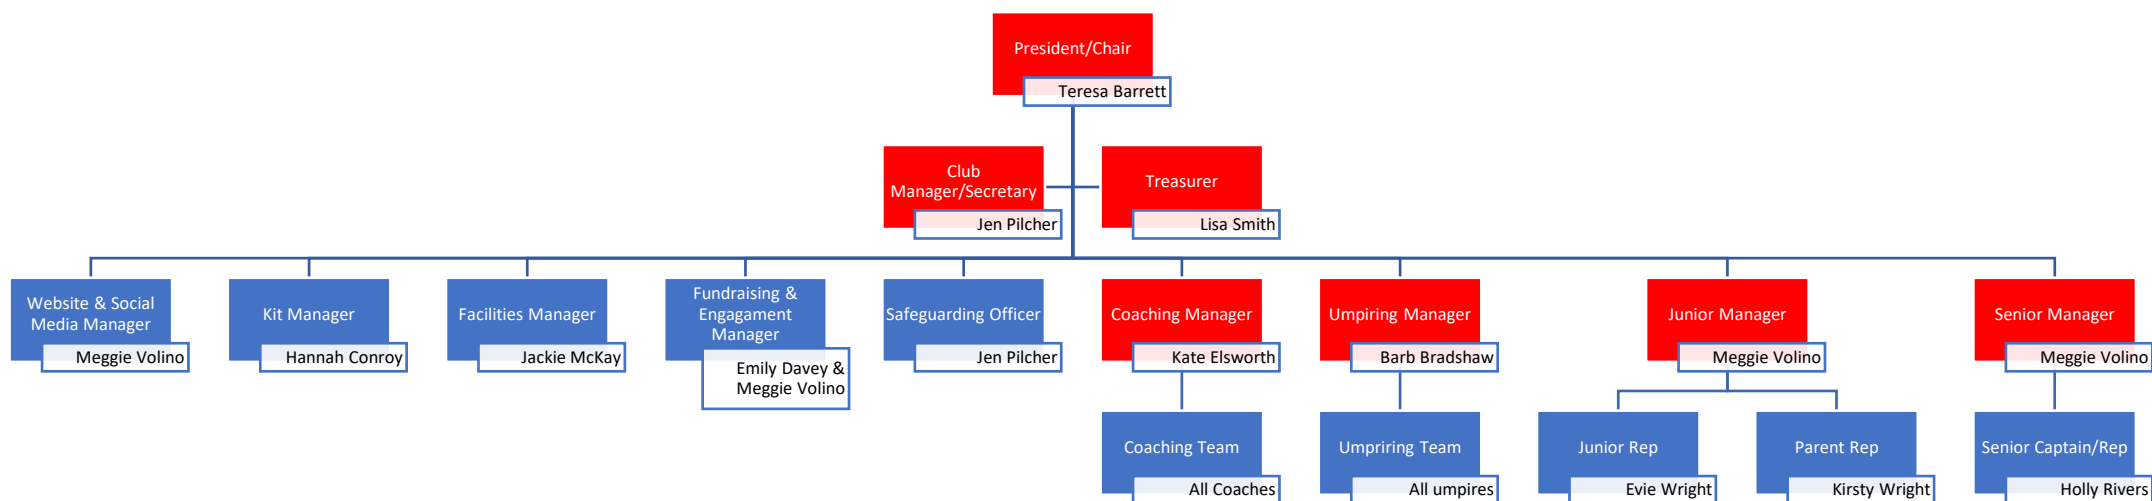 President/Chair
Teresa Barrett
Club
Manager/Secretary
Jen Pilcher
Treasurer
Lisa Smith
Website & Social
Media Manager
Meggie Volino
Kit Manager
Hannah Conroy
Facilities Manager
Jackie McKay
Fundraising &
Engagament
Manager
Emily Davey &
Meggie Volino
Safeguarding Officer
Jen Pilcher
Coaching Manager
Kate Elsworth
Umpiring Manager
Barb Bradshaw
Junior Manager
Meggie Volino
Senior Manager
Meggie Volino
Coaching Team
All Coaches
Umpriring Team
All umpires
Junior Rep
Evie Wright
Parent Rep
Kirsty Wright
Senior Captain/Rep
Holly Rivers